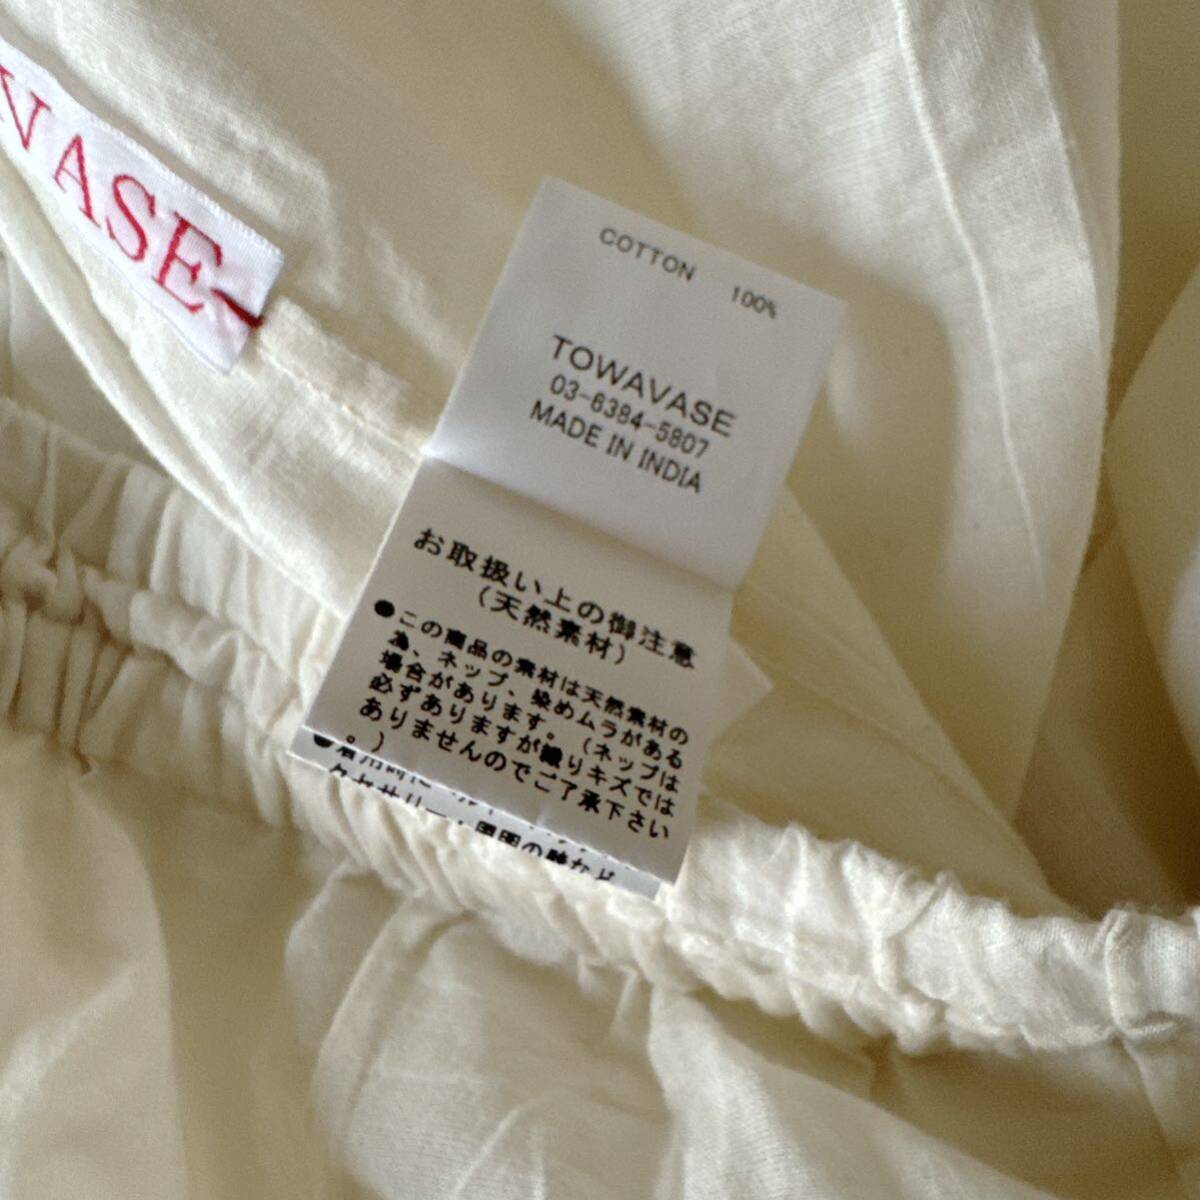 VASE
COTTON 100%
TOWAVASE
03-6384-5807
MADE IN INDIA
お取扱い上の御注意
(天然素材)
●この商品の素材は天然素材の
為、ネップ、染めムラがある
場合があります。(ネップは
必ずありますが織りキズでは
ありませんのでご了承下さい
。)